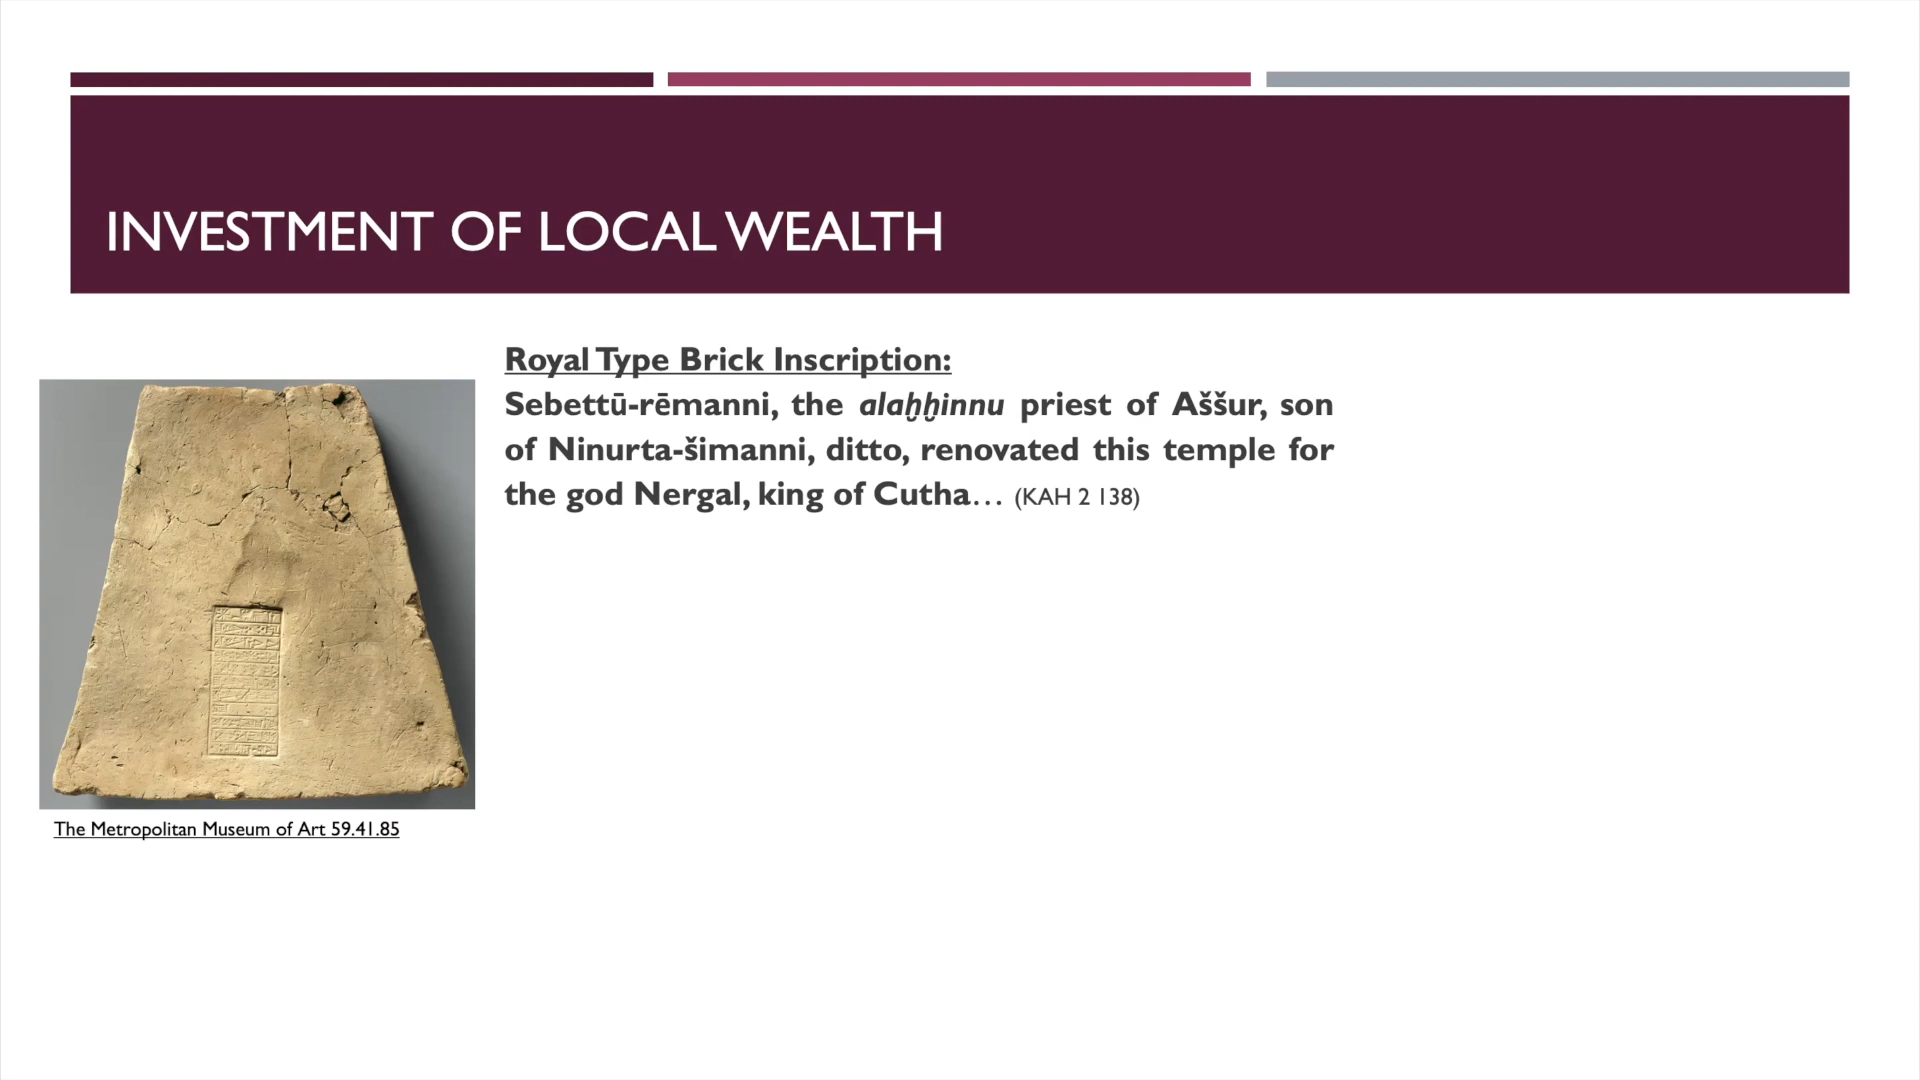 INVESTMENT OF LOCAL WEALTH
Royal Type Brick Inscription:
Sebettū-rēmanni, the alaḫḫinnu priest of Aššur, son
of Ninurta-šimanni, ditto, renovated this temple for
the god Nergal, king of Cutha… (KAH 2 138)
The Metropolitan Museum of Art 59.41.85